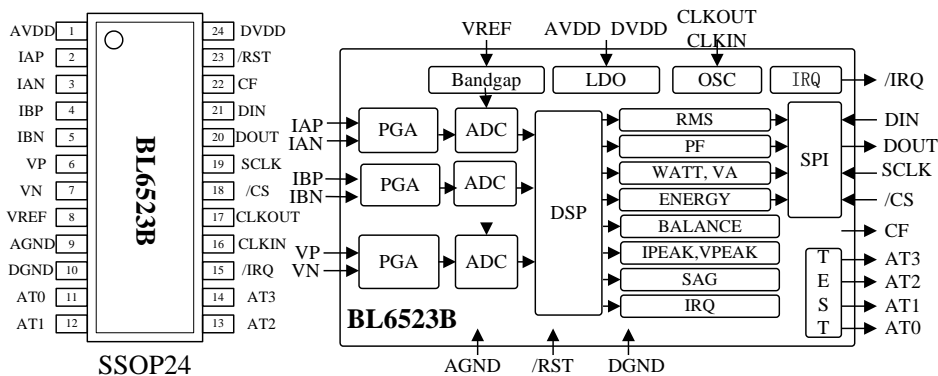 AVDD 1 24 DVDD
IAP 2 23 /RST
IAN 3 22 CF
IBP 4 21 DIN
IBN 5 20 DOUT
VP 6 19 SCLK
VN 7 18 /CS
VREF 8 17 CLKOUT
AGND 9 16 CLKIN
DGND 10 15 /IRQ
AT0 11 14 AT3
AT1 12 13 AT2
BL6523B
SSOP24
VREF AVDD DVDD CLKOUT
CLKIN
Bandgap LDO OSC IRQ /IRQ
IAP
IAN
PGA ADC
IBP
IBN
PGA ADC
VP
VN
PGA ADC
DSP
RMS
PF
WATT, VA
ENERGY
BALANCE
IPEAK,VPEAK
SAG
IRQ
SPI
DIN
DOUT
SCLK
/CS
CF
T
E
S
T
AT3
AT2
AT1
AT0
BL6523B
AGND /RST DGND